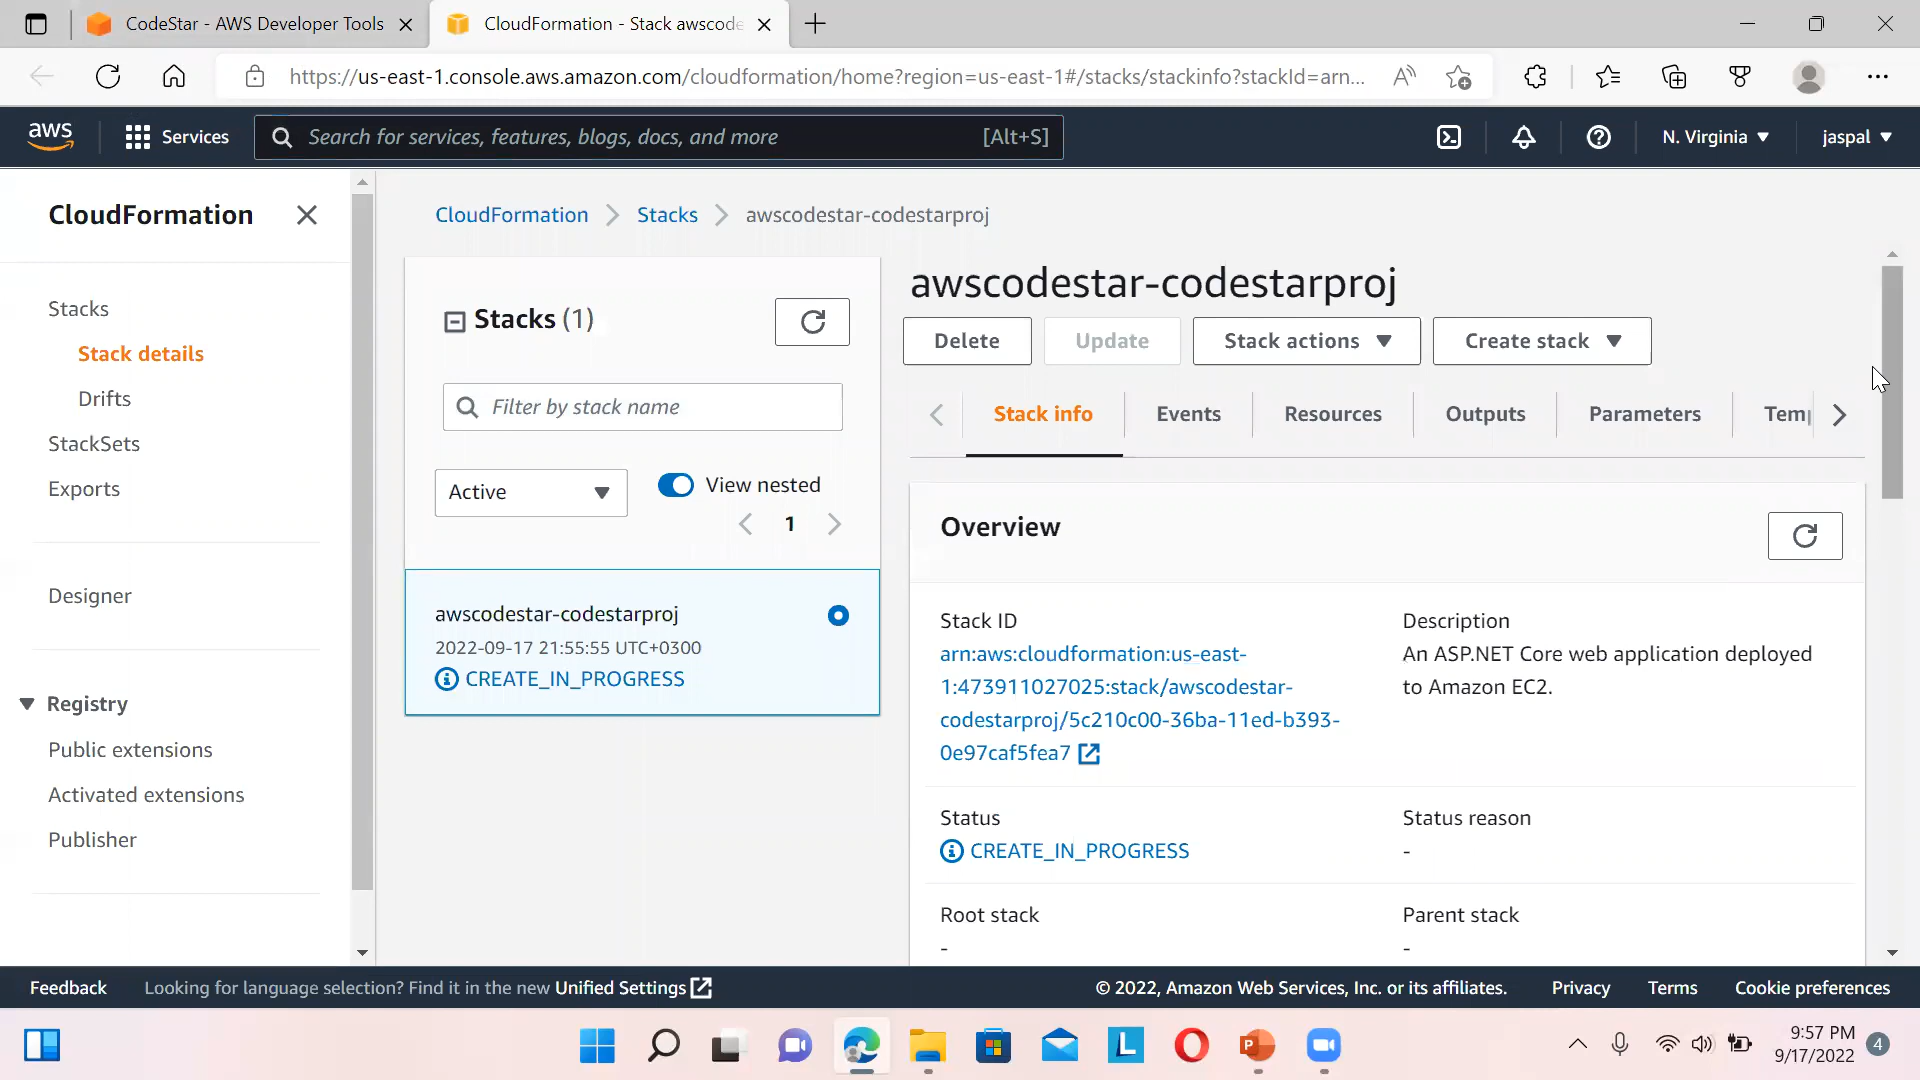 CodeStar - AWS Developer Tools
CloudFormation - Stack awscode
https://us-east-1.console.aws.amazon.com/cloudformation/home?region=us-east-1#/stacks/stackinfo?stackId=arn...
aws
Services
Search for services, features, blogs, docs, and more
[Alt+S]
N. Virginia
jaspal
CloudFormation
Stacks
Stack details
Drifts
StackSets
Exports
Designer
Registry
Public extensions
Activated extensions
Publisher
CloudFormation
Stacks
awscodestar-codestarproj
Stacks (1)
Filter by stack name
Active
View nested
1
awscodestar-codestarproj
2022-09-17 21:55:55 UTC+0300
CREATE_IN_PROGRESS
awscodestar-codestarproj
Delete
Update
Stack actions
Create stack
Stack info
Events
Resources
Outputs
Parameters
Temp
Overview
Stack ID
arn:aws:cloudformation:us-east-
1:473911027025:stack/awscodestar-
codestarproj/5c210c00-36ba-11ed-b393-
0e97caf5fea7
Description
An ASP.NET Core web application deployed
to Amazon EC2.
Status
CREATE_IN_PROGRESS
Status reason
-
Root stack
-
Parent stack
-
Feedback
Looking for language selection? Find it in the new Unified Settings
© 2022, Amazon Web Services, Inc. or its affiliates.
Privacy
Terms
Cookie preferences
L
P
9:57 PM
9/17/2022
4